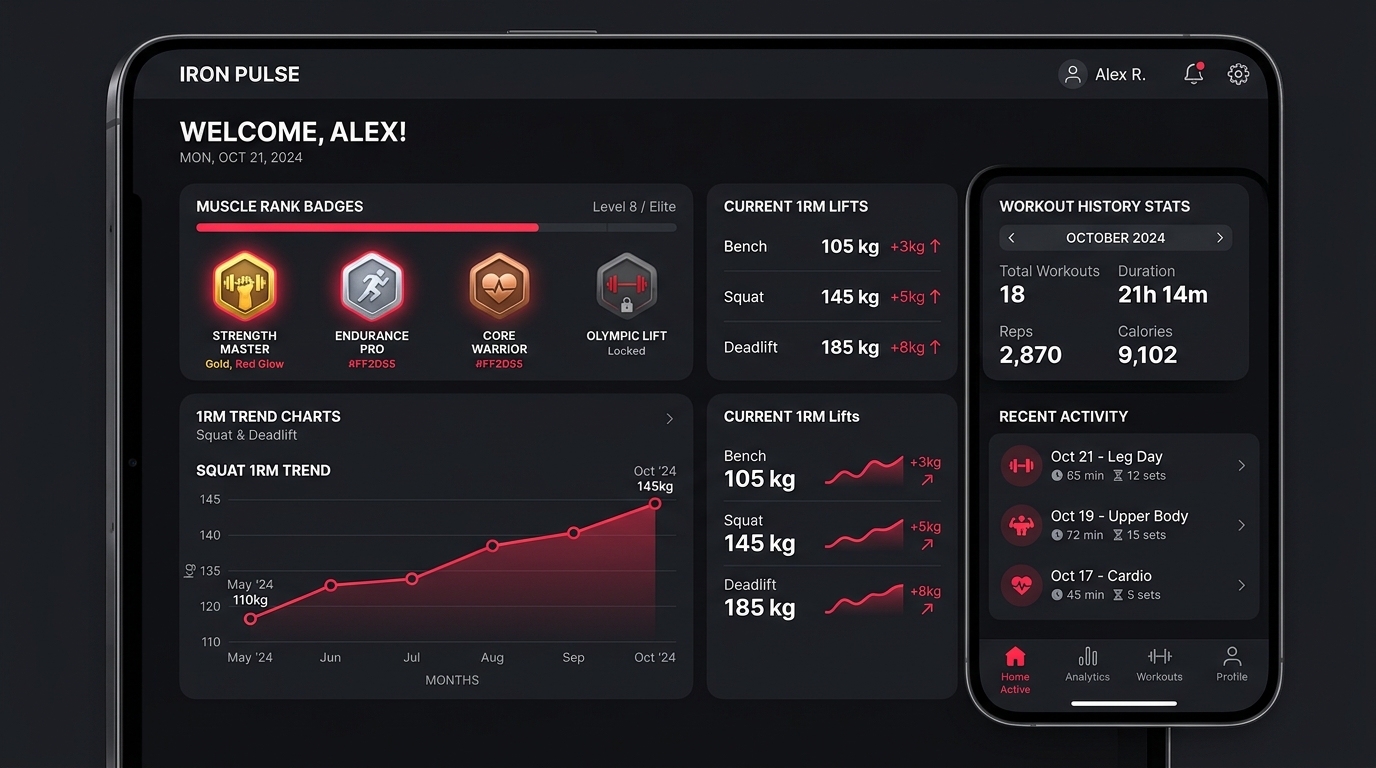 IRON PULSE
Alex R.
WELCOME, ALEX!
MON, OCT 21, 2024
MUSCLE RANK BADGES
Level 8 / Elite
STRENGTH
MASTER
Gold, Red Glow
ENDURANCE
PRO
#FF2DS5
CORE
WARRIOR
#FF2DS5
OLYMPIC LIFT
Locked
CURRENT 1RM LIFTS
Bench 105 kg +3kg ↑
Squat 145 kg +5kg ↑
Deadlift 185 kg +8kg ↑
WORKOUT HISTORY STATS
< OCTOBER 2024 >
Total Workouts
18
Duration
21h 14m
Reps
2,870
Calories
9,102
1RM TREND CHARTS
Squat & Deadlift
SQUAT 1RM TREND
Oct '24
145kg
145
140
135
120
110
kg
May '24
110kg
May '24 Jun Jul Aug Sep Oct '24
MONTHS
CURRENT 1RM Lifts
Bench
105 kg
+3kg
Squat
145 kg
+5kg
Deadlift
185 kg
+8kg
RECENT ACTIVITY
Oct 21 - Leg Day
65 min 12 sets
Oct 19 - Upper Body
72 min 15 sets
Oct 17 - Cardio
45 min S sets
Home
Active
Analytics
Workouts
Profile